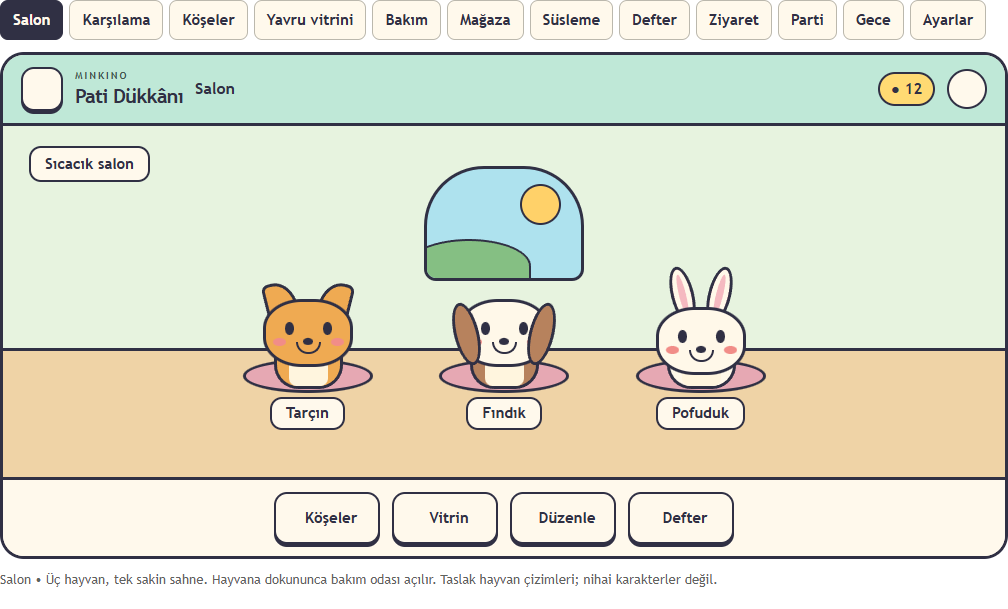 Salon Karşılama Köşeler Yavru vitrini Bakım Mağaza Süsleme Defter Ziyaret Parti Gece Ayarlar
MINKINO
Pati Dükkânı Salon
● 12
Sıcacık salon
Tarçın Fındık Pofuduk
Köşeler Vitrin Düzenle Defter
Salon • Üç hayvan, tek sakin sahne. Hayvana dokununca bakım odası açılır. Taslak hayvan çizimleri; nihai karakterler değil.